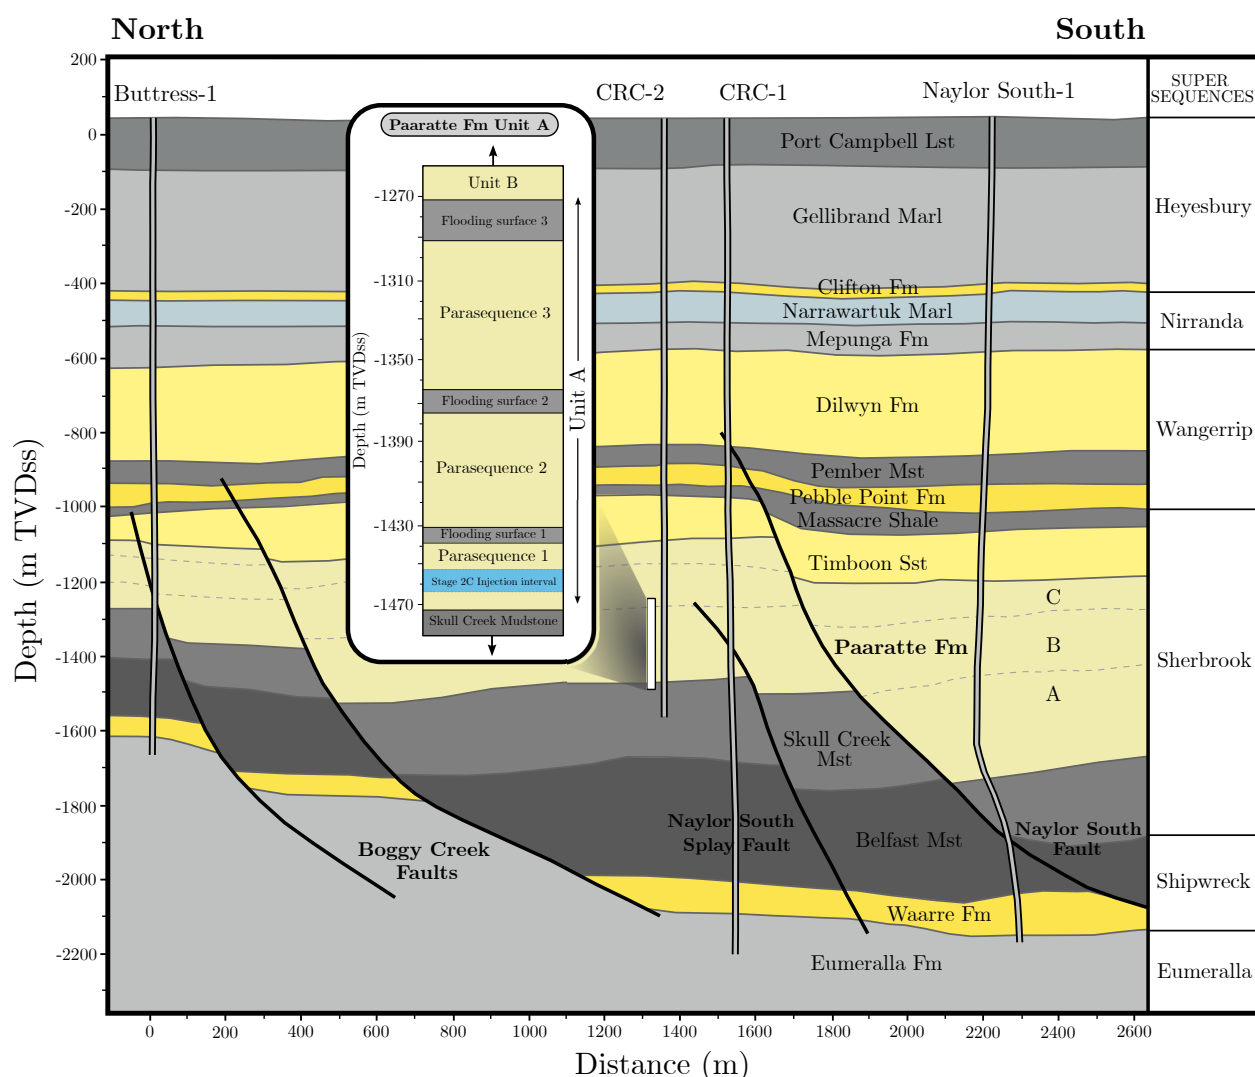 North
South
200
0
-200
-400
-600
-800
-1000
-1200
-1400
-1600
-1800
-2000
-2200
Depth (m TVDss)
Buttress-1
CRC-2
CRC-1
Naylor South-1
SUPER
SEQUENCES
Paaratte Fm Unit A
Unit B
-1270
Flooding surface 3
-1310
Parasequence 3
-1350
Flooding surface 2
-1390
Parasequence 2
-1430
Flooding surface 1
Parasequence 1
Stage 2C Injection interval
-1470
Skull Creek Mudstone
Depth (m TVDss)
Unit A
Port Campbell Lst
Gellibrand Marl
Clifton Fm
Narrawartuk Marl
Mepunga Fm
Dilwyn Fm
Pember Mst
Pebble Point Fm
Massacre Shale
Timboon Sst
C
Paaratte Fm
B
A
Skull Creek
Mst
Naylor South
Splay Fault
Belfast Mst
Naylor South
Fault
Boggy Creek
Faults
Waarre Fm
Eumeralla Fm
Heyesbury
Nirranda
Wangerrip
Sherbrook
Shipwreck
Eumeralla
0
200
400
600
800
1000
1200
1400
1600
1800
2000
2200
2400
2600
Distance (m)